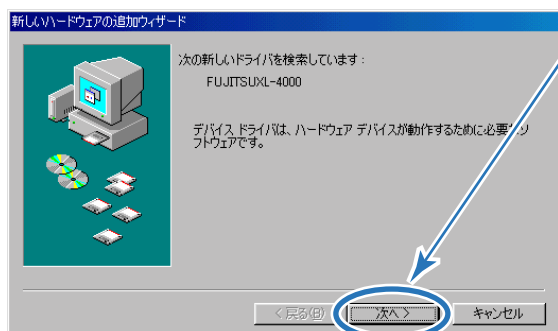 新しいハードウェアの追加ウィザード
次の新しいドライバを検索しています:
FUJITSUXL-4000
デバイス ドライバは、ハードウェア デバイスが動作するために必要なソ
フトウェアです。
< 戻る(B)
次へ >
キャンセル